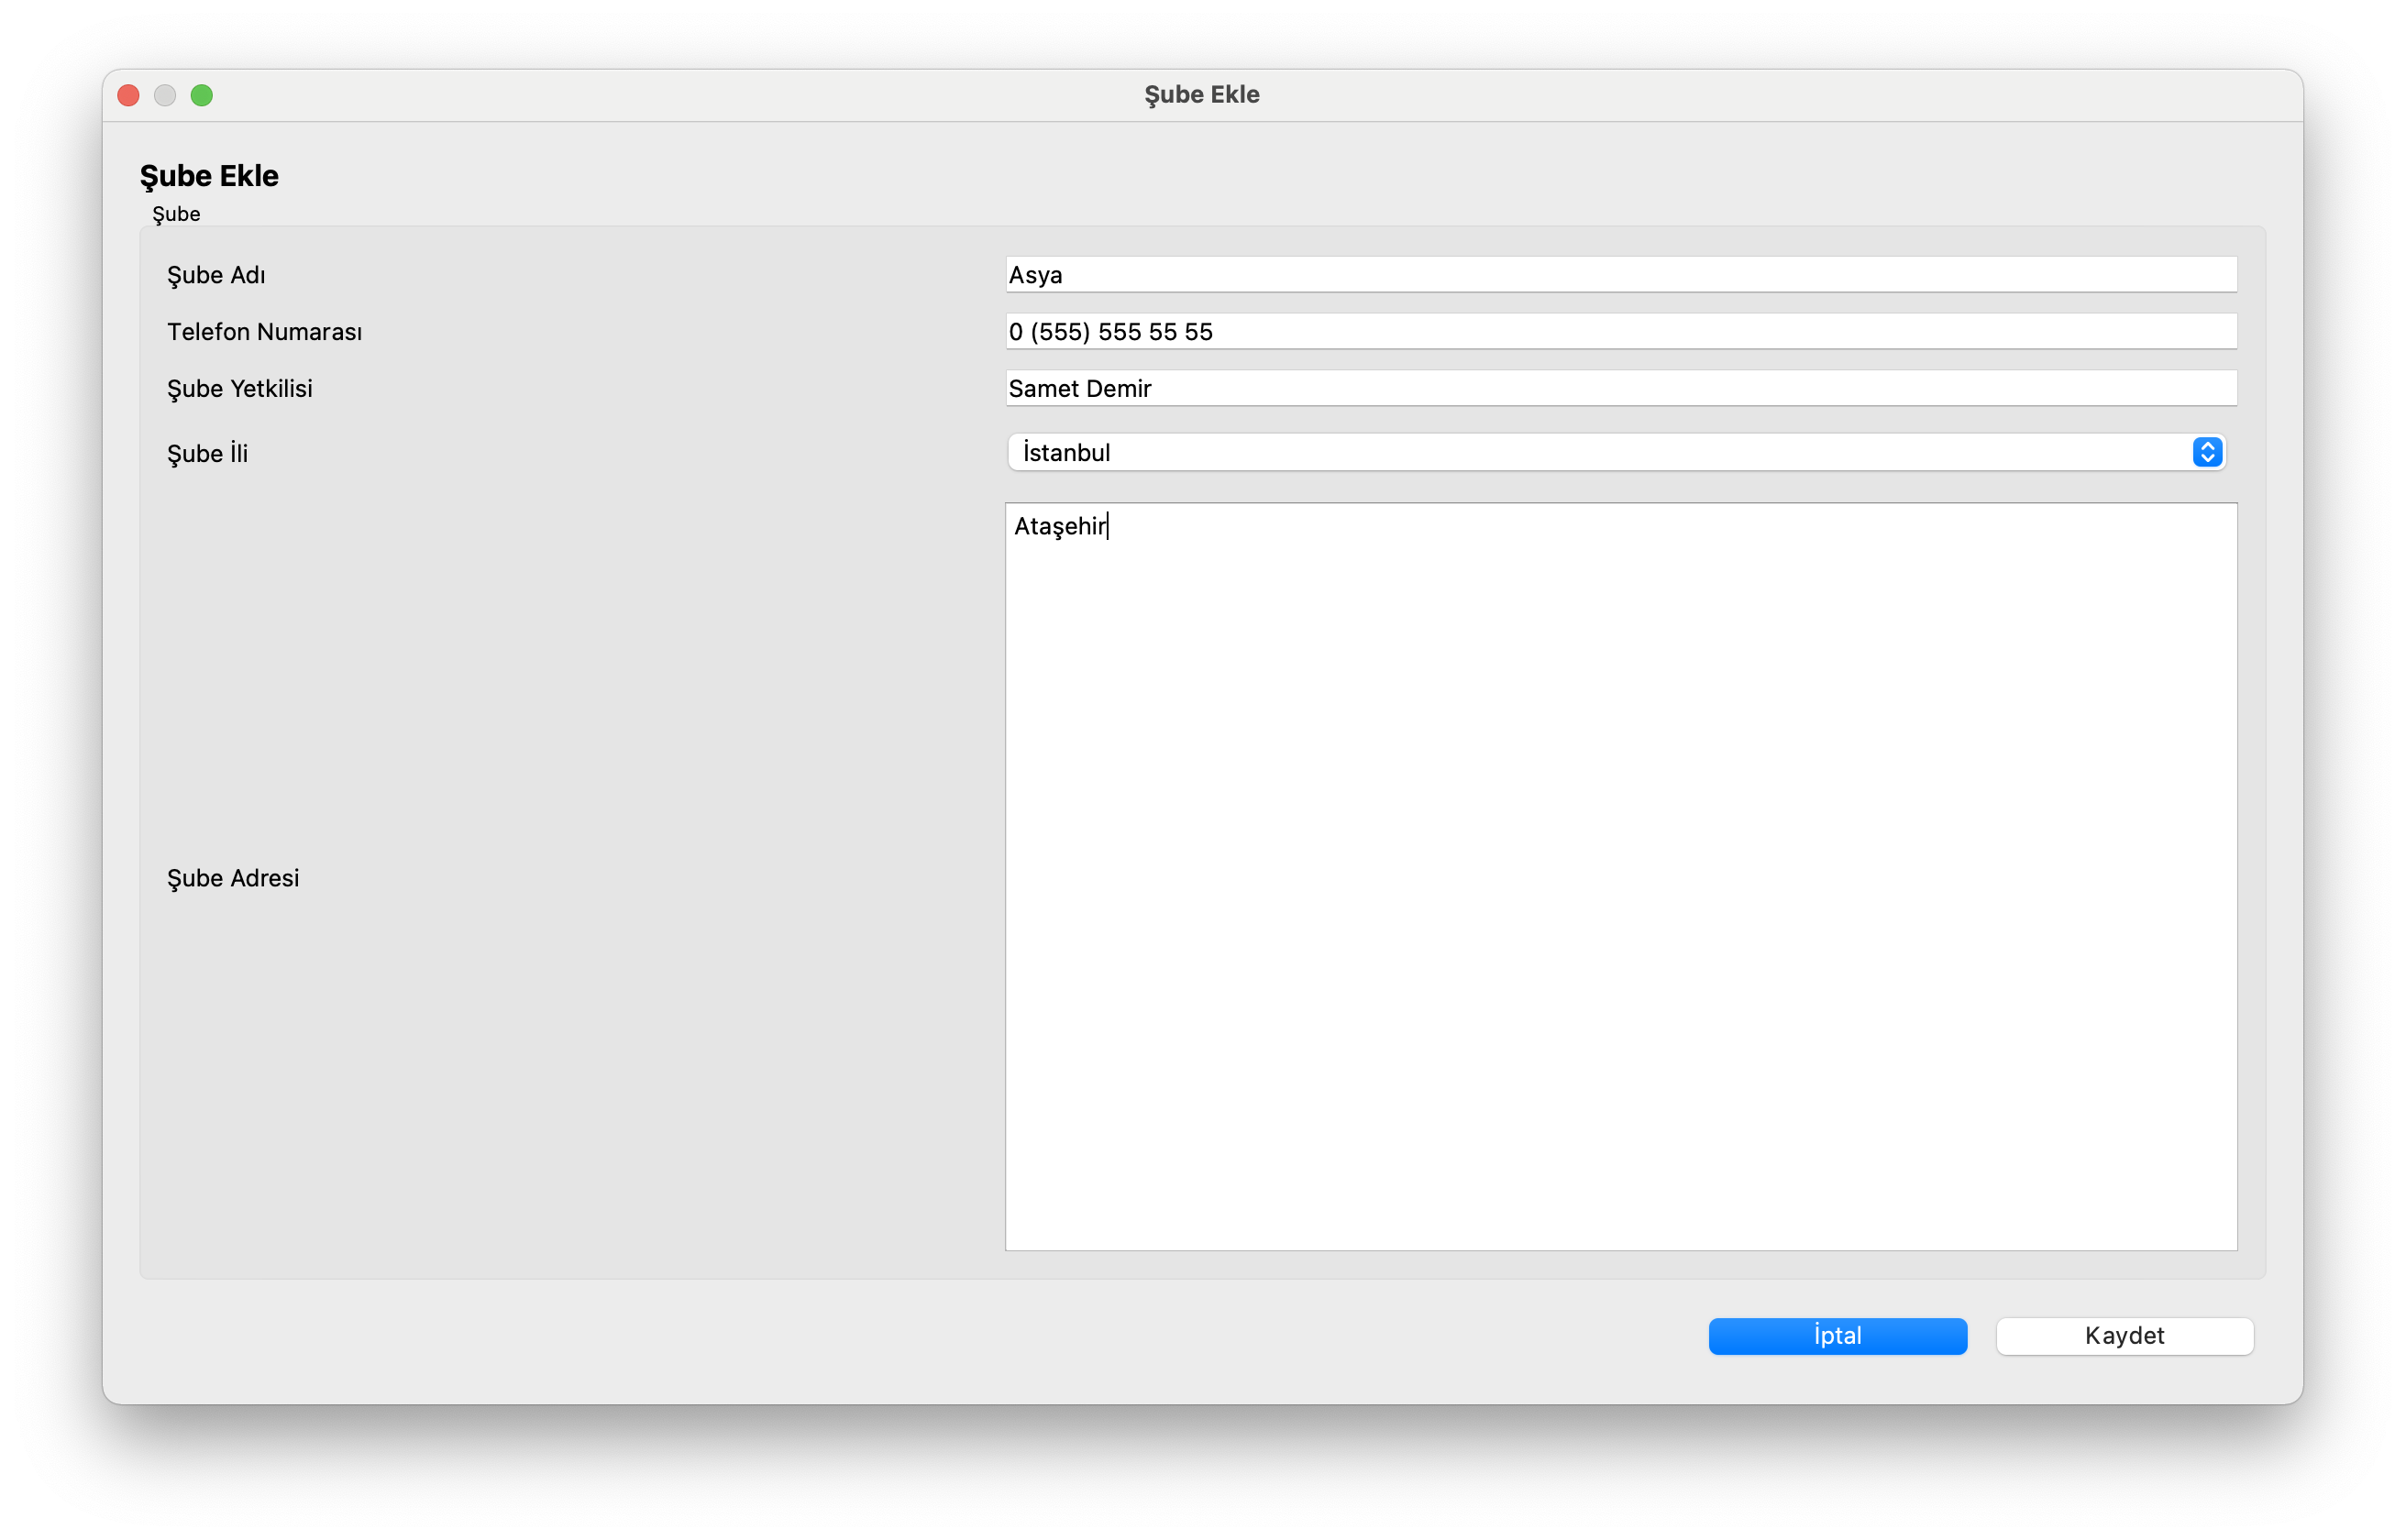 Şube Ekle
Şube Ekle
Şube
Şube Adı
Asya
Telefon Numarası
0 (555) 555 55 55
Şube Yetkilisi
Samet Demir
Şube İli
İstanbul
Şube Adresi
Ataşehir
İptal
Kaydet